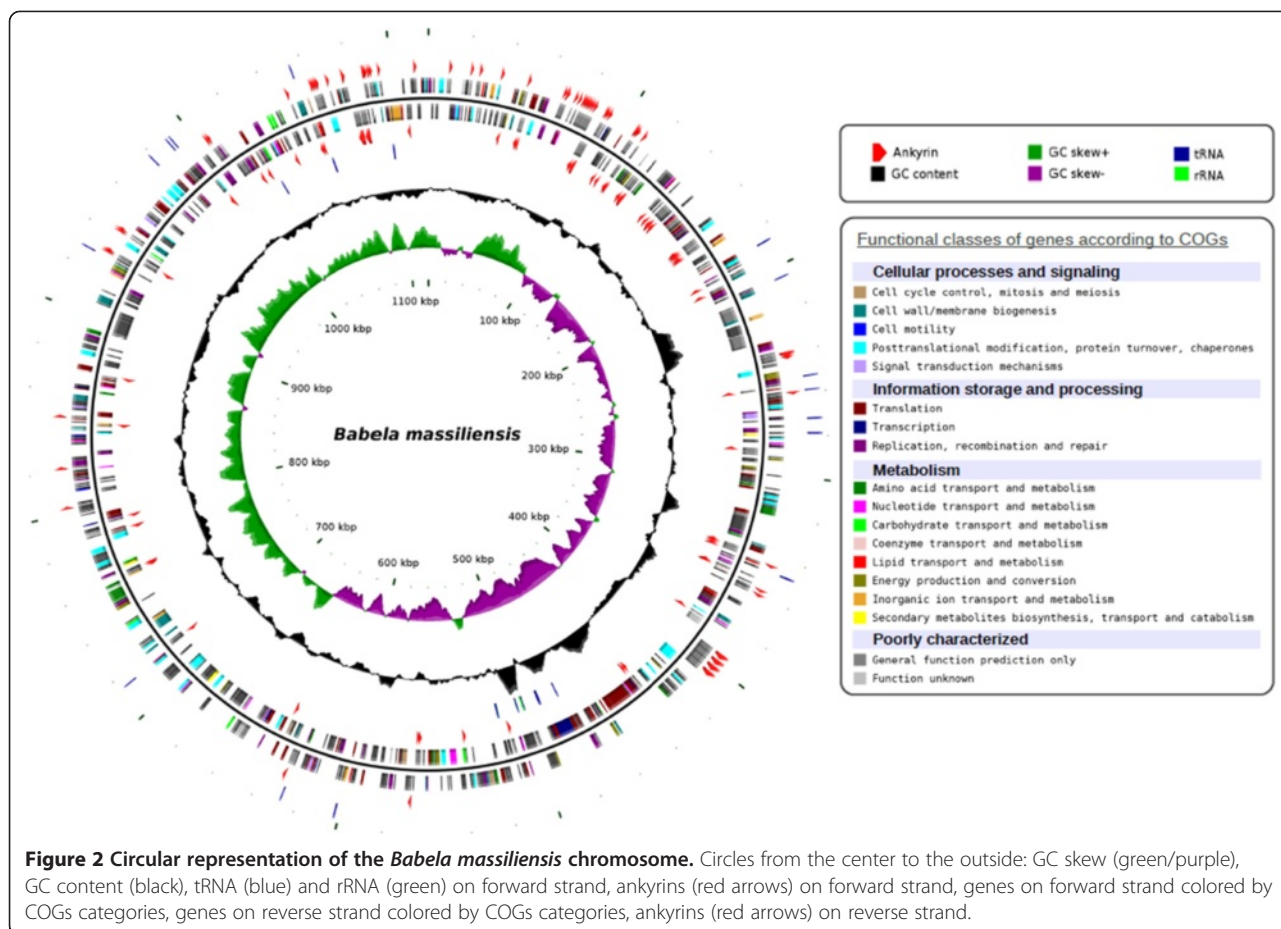 1100 kbp
100 kbp
200 kbp
300 kbp
400 kbp
500 kbp
600 kbp
700 kbp
800 kbp
900 kbp
1000 kbp
Babela massiliensis
Ankyrin
GC content
GC skew+
GC skew-
tRNA
rRNA
Functional classes of genes according to COGs
Cellular processes and signaling
Cell cycle control, mitosis and meiosis
Cell wall/membrane biogenesis
Cell motility
Posttranslational modification, protein turnover, chaperones
Signal transduction mechanisms
Information storage and processing
Translation
Transcription
Replication, recombination and repair
Metabolism
Amino acid transport and metabolism
Nucleotide transport and metabolism
Carbohydrate transport and metabolism
Coenzyme transport and metabolism
Lipid transport and metabolism
Energy production and conversion
Inorganic ion transport and metabolism
Secondary metabolites biosynthesis, transport and catabolism
Poorly characterized
General function prediction only
Function unknown
Figure 2 Circular representation of the Babela massiliensis chromosome. Circles from the center to the outside: GC skew (green/purple),
GC content (black), tRNA (blue) and rRNA (green) on forward strand, ankyrins (red arrows) on forward strand, genes on forward strand colored by
COGs categories, genes on reverse strand colored by COGs categories, ankyrins (red arrows) on reverse strand.